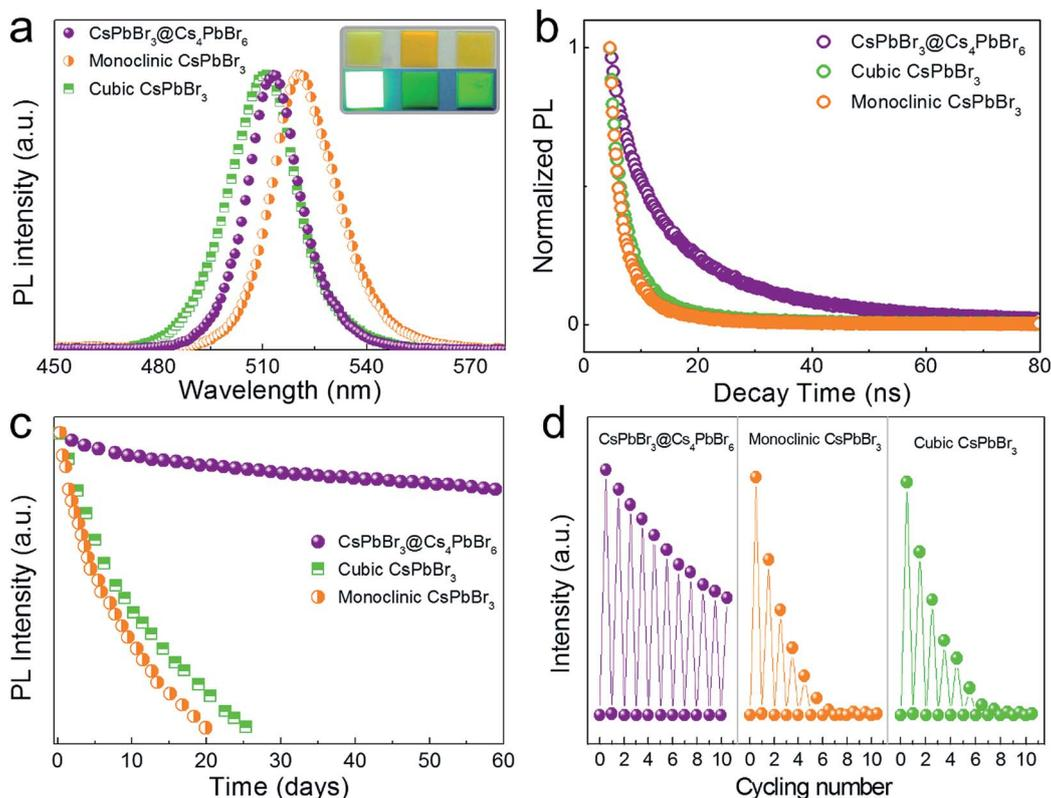 a
CsPbBr₃@Cs₄PbBr₆
Monoclinic CsPbBr₃
Cubic CsPbBr₃
PL intensity (a.u.)
450 480 510 540 570
Wavelength (nm)
b
CsPbBr₃@Cs₄PbBr₆
Cubic CsPbBr₃
Monoclinic CsPbBr₃
Normalized PL
1
0
0 20 40 60 80
Decay Time (ns)
c
CsPbBr₃@Cs₄PbBr₆
Cubic CsPbBr₃
Monoclinic CsPbBr₃
PL Intensity (a.u.)
0 10 20 30 40 50 60
Time (days)
d
CsPbBr₃@Cs₄PbBr₆ Monoclinic CsPbBr₃ Cubic CsPbBr₃
Intensity (a.u.)
0 2 4 6 8 10 0 2 4 6 8 10 0 2 4 6 8 10
Cycling number